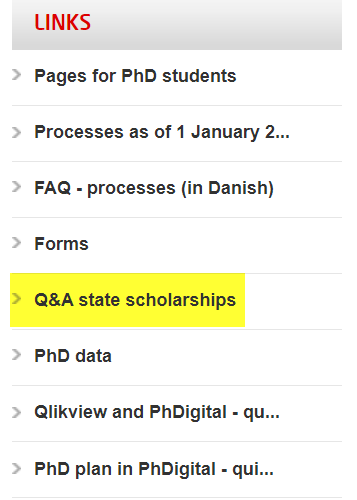 LINKS
Pages for PhD students
Processes as of 1 January 2...
FAQ - processes (in Danish)
Forms
Q&A state scholarships
PhD data
Qlikview and PhDigital - qu...
PhD plan in PhDigital - qui...